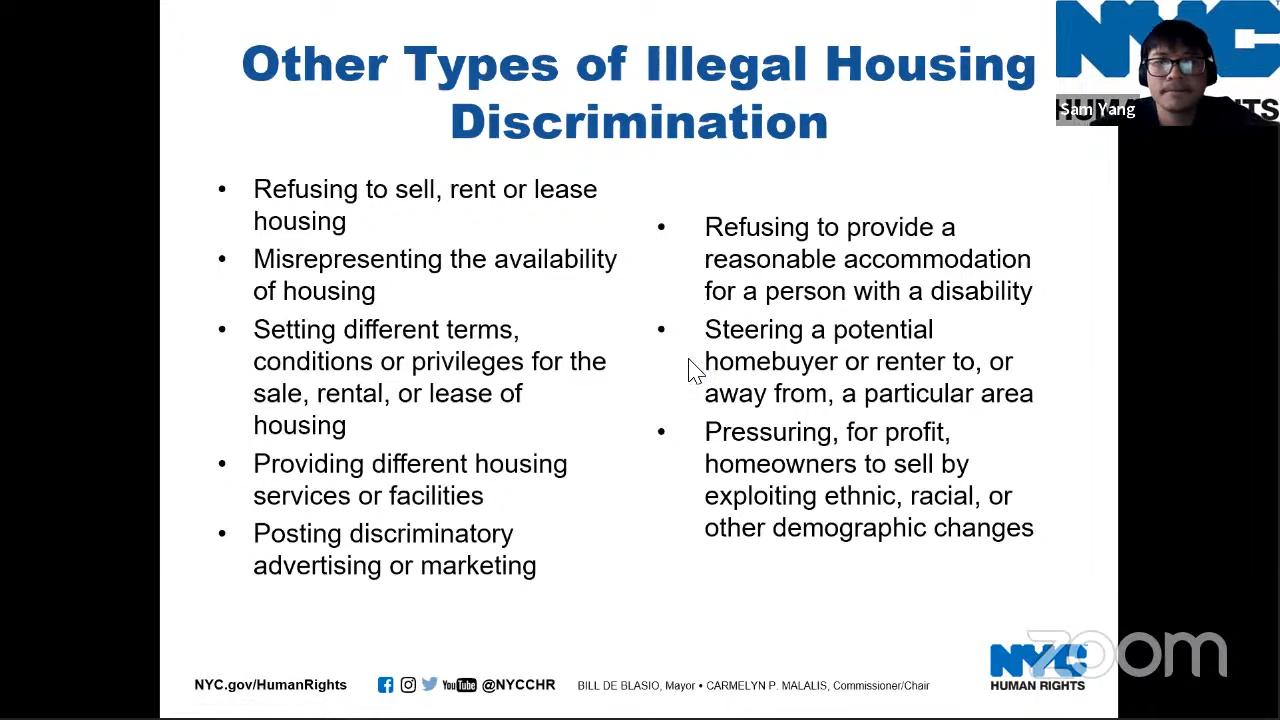 Other Types of Illegal Housing
Discrimination
Refusing to sell, rent or lease
housing
Misrepresenting the availability
of housing
Setting different terms,
conditions or privileges for the
sale, rental, or lease of
housing
Providing different housing
services or facilities
Posting discriminatory
advertising or marketing
Refusing to provide a
reasonable accommodation
for a person with a disability
Steering a potential
homebuyer or renter to, or
away from, a particular area
Pressuring, for profit,
homeowners to sell by
exploiting ethnic, racial, or
other demographic changes
NYC
HUMAN RIGHTS
Sam Yang
NYC.gov/HumanRights
YouTube
@NYCCHR
BILL DE BLASIO, Mayor • CARMELYN P. MALALIS, Commissioner/Chair
NYC
HUMAN RIGHTS
zoom